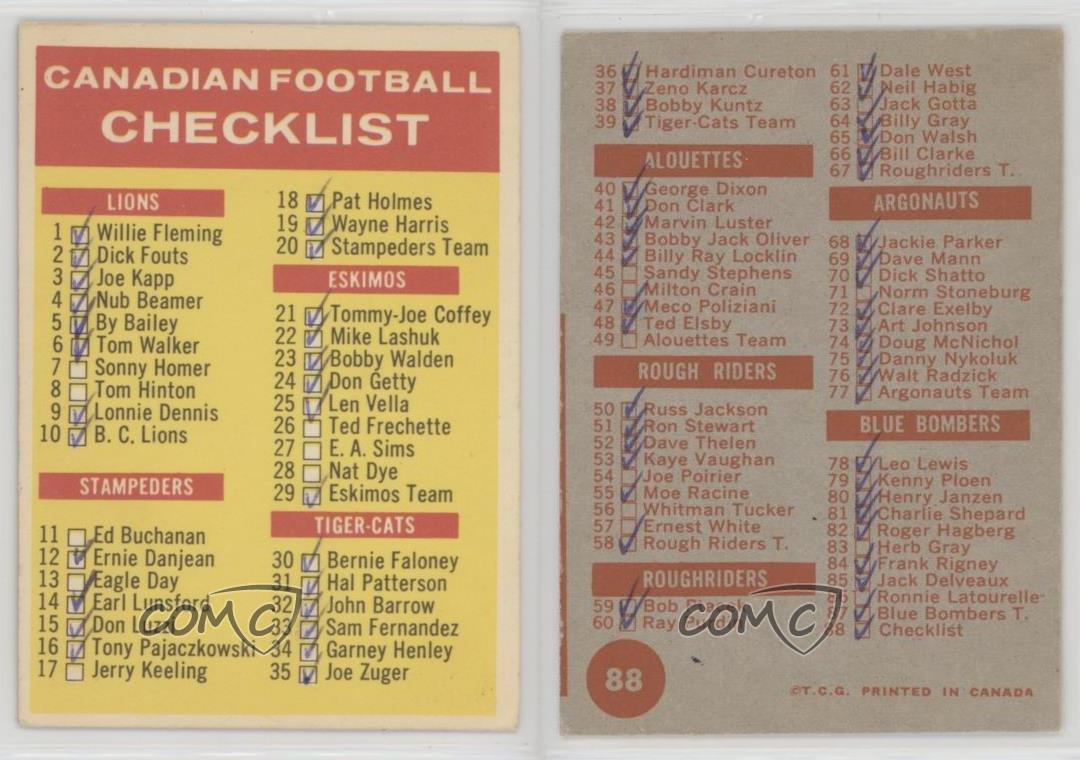 CANADIAN FOOTBALL
CHECKLIST
LIONS
1 Willie Fleming
2 Dick Fouts
3 Joe Kapp
4 Nub Beamer
5 By Bailey
6 Tom Walker
7 Sonny Homer
8 Tom Hinton
9 Lonnie Dennis
10 B. C. Lions
STAMPEDERS
11 Ed Buchanan
12 Ernie Danjean
13 Eagle Day
14 Earl Lunsford
15 Don Luzzi
16 Tony Pajaczkowski
17 Jerry Keeling
18 Pat Holmes
19 Wayne Harris
20 Stampeders Team
ESKIMOS
21 Tommy-Joe Coffey
22 Mike Lashuk
23 Bobby Walden
24 Don Getty
25 Len Vella
26 Ted Frechette
27 E. A. Sims
28 Nat Dye
29 Eskimos Team
TIGER-CATS
30 Bernie Faloney
31 Hal Patterson
32 John Barrow
33 Sam Fernandez
34 Garney Henley
35 Joe Zuger
COMC
36 Hardiman Cureton
37 Zeno Karcz
38 Bobby Kuntz
39 Tiger-Cats Team
ALOUETTES
40 George Dixon
41 Don Clark
42 Marvin Luster
43 Bobby Jack Oliver
44 Billy Ray Locklin
45 Sandy Stephens
46 Milton Crain
47 Meco Poliziani
48 Ted Elsby
49 Alouettes Team
ROUGH RIDERS
50 Russ Jackson
51 Ron Stewart
52 Dave Thelen
53 Kaye Vaughan
54 Joe Poirier
55 Moe Racine
56 Whitman Tucker
57 Ernest White
58 Rough Riders T.
ROUGHRIDERS
59 Bob
60 Ray
61 Dale West
62 Neil Habig
63 Jack Gotta
64 Billy Gray
65 Don Walsh
66 Bill Clarke
67 Roughriders T.
ARGONAUTS
68 Jackie Parker
69 Dave Mann
70 Dick Shatto
71 Norm Stoneburg
72 Clare Exelby
73 Art Johnson
74 Doug McNichol
75 Danny Nykoluk
76 Walt Radzick
77 Argonauts Team
BLUE BOMBERS
78 Leo Lewis
79 Kenny Ploen
80 Henry Janzen
81 Charlie Shepard
82 Roger Hagberg
83 Herb Gray
84 Frank Rigney
85 Jack Delveaux
Ronnie Latourelle
87 Blue Bombers T.
88 Checklist
COMC
88
©T.C.G. PRINTED IN CANADA